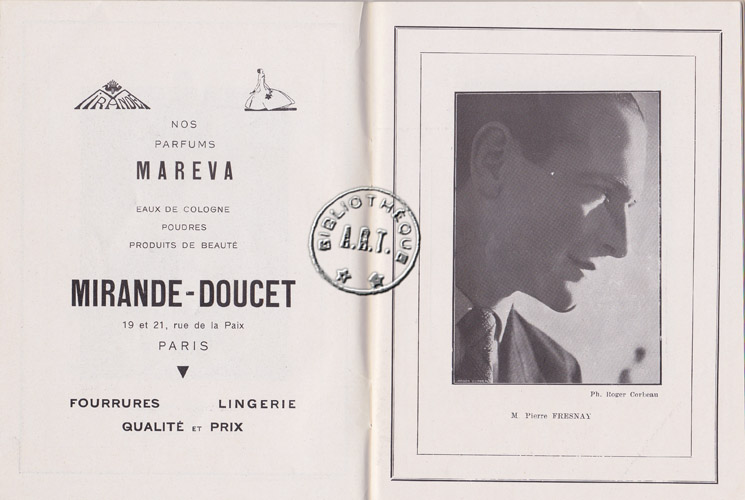 MIRANDE
NOS
PARFUMS
MAREVA
EAUX DE COLOGNE
POUDRES
PRODUITS DE BEAUTÉ
MIRANDE-DOUCET
19 et 21, rue de la Paix
PARIS
FOURRURES LINGERIE
QUALITÉ ET PRIX
BIBLIOTHÈQUE
A.R.T.
Ph. Roger Corbeau
M. Pierre FRESNAY